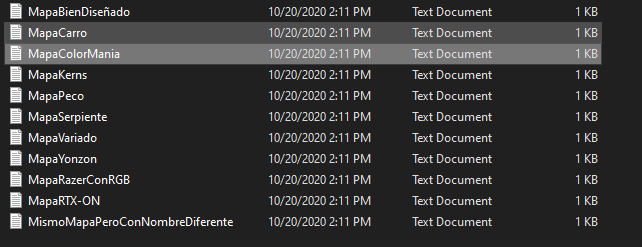 MapaBienDiseñado 10/20/2020 2:11 PM Text Document 1 KB
MapaCarro 10/20/2020 2:11 PM Text Document 1 KB
MapaColorMania 10/20/2020 2:11 PM Text Document 1 KB
MapaKerns 10/20/2020 2:11 PM Text Document 1 KB
MapaPeco 10/20/2020 2:11 PM Text Document 1 KB
MapaSerpiente 10/20/2020 2:11 PM Text Document 1 KB
MapaVariado 10/20/2020 2:11 PM Text Document 1 KB
MapaYonzon 10/20/2020 2:11 PM Text Document 1 KB
MapaRazerConRGB 10/20/2020 2:11 PM Text Document 1 KB
MapaRTX-ON 10/20/2020 2:11 PM Text Document 1 KB
MismoMapaPeroConNombreDiferente 10/20/2020 2:11 PM Text Document 1 KB